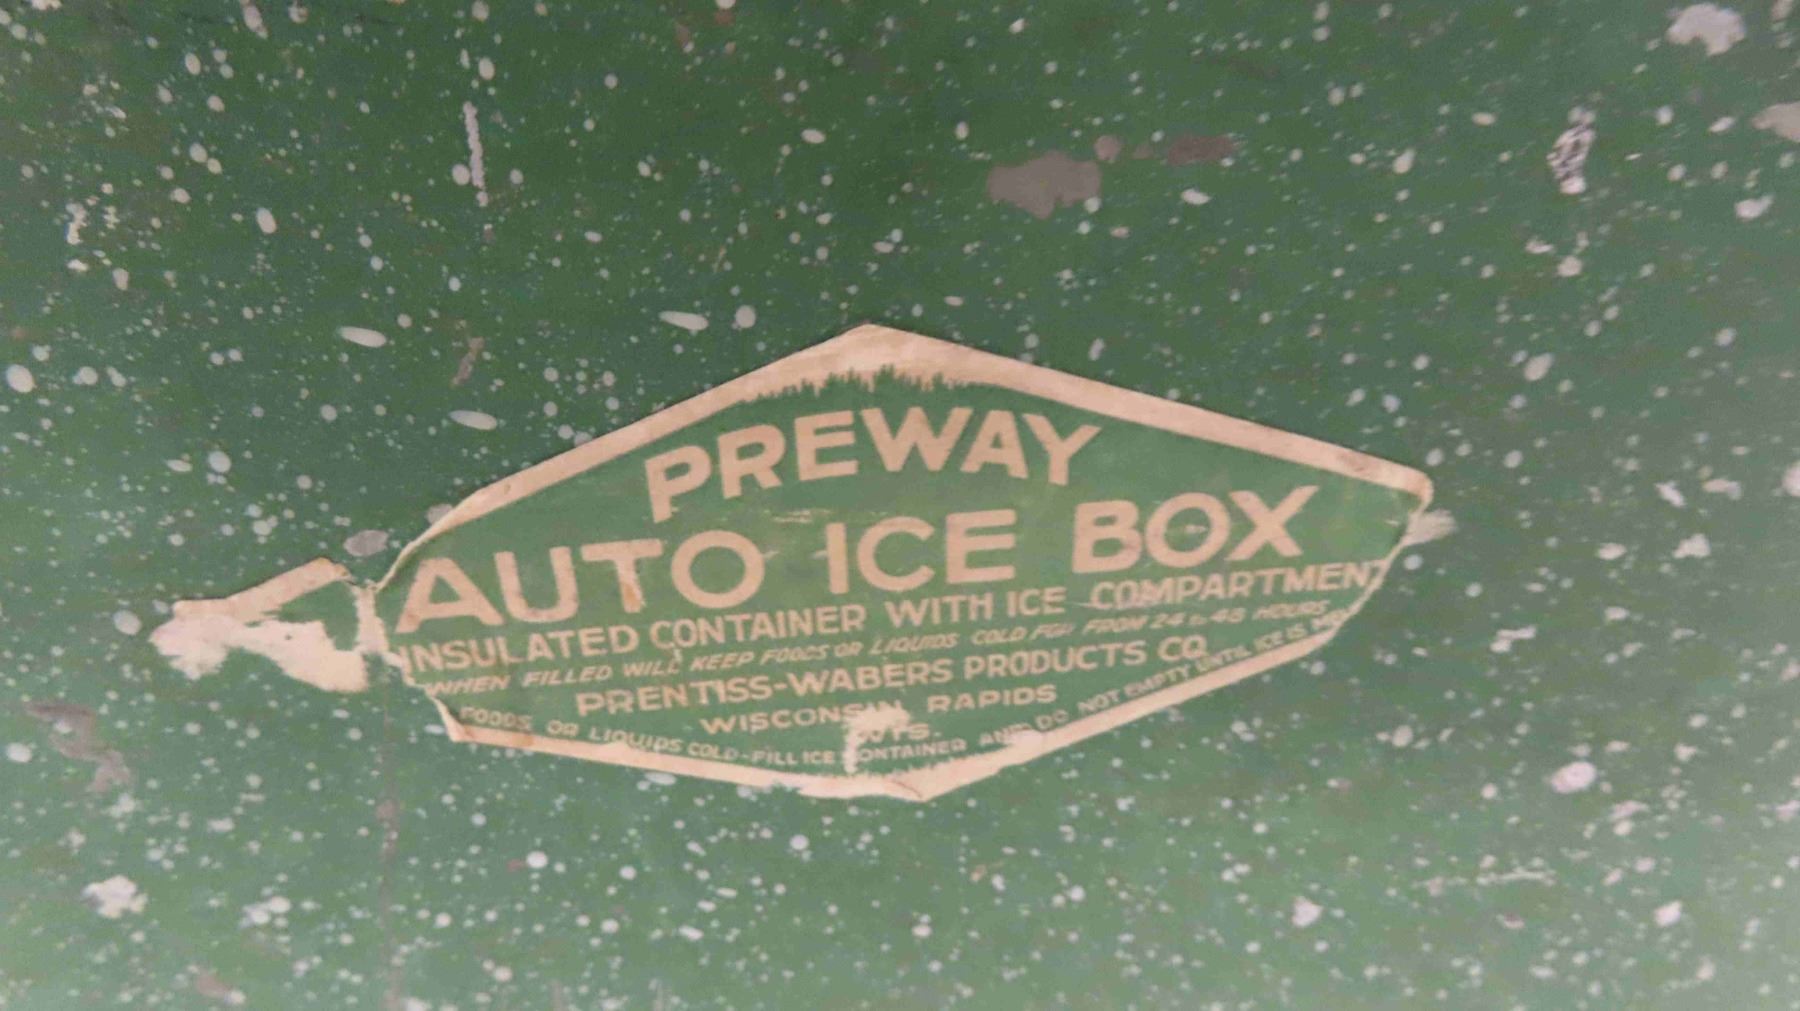 PREWAY
AUTO ICE BOX
INSULATED CONTAINER WITH ICE COMPARTMENT
WHEN FILLED WILL KEEP FOODS OR LIQUIDS COLD FOR FROM 24 to 48 HOURS
PRENTISS-WABERS PRODUCTS CO.
WISCONSIN RAPIDS
WIS.
FOODS OR LIQUIDS COLD-FILL ICE CONTAINER AND DO NOT EMPTY UNTIL ICE IS